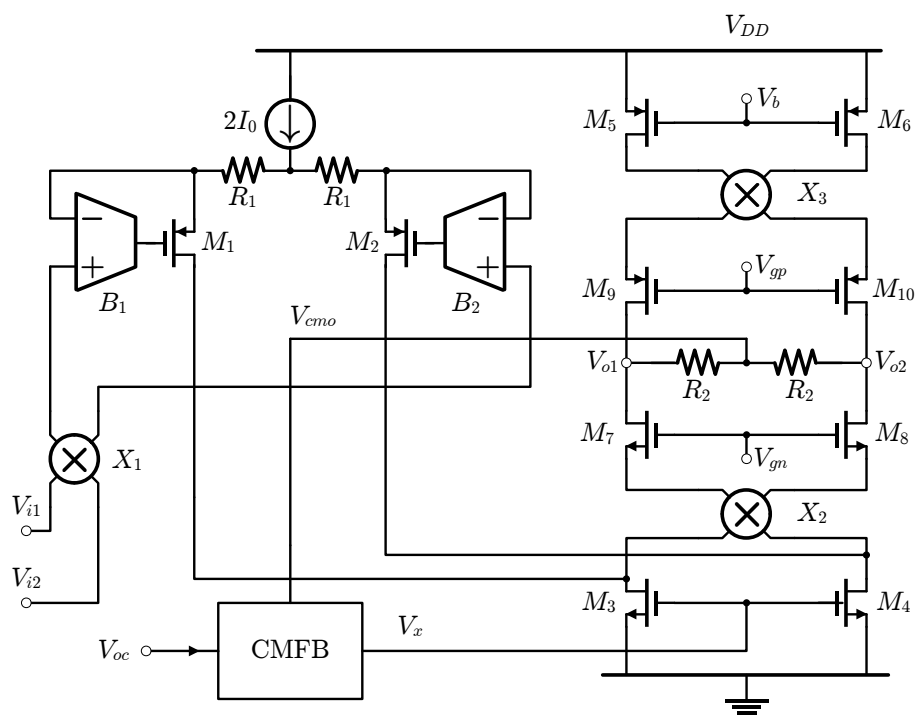 V_DD
2I_0
M_5
V_b
M_6
R_1
R_1
X_3
−
M_1
M_2
−
+
+
B_1
B_2
M_9
V_gp
M_10
V_cmo
V_o1
V_o2
R_2
R_2
M_7
M_8
V_gn
X_1
V_i1
X_2
V_i2
M_3
M_4
V_x
V_oc
CMFB